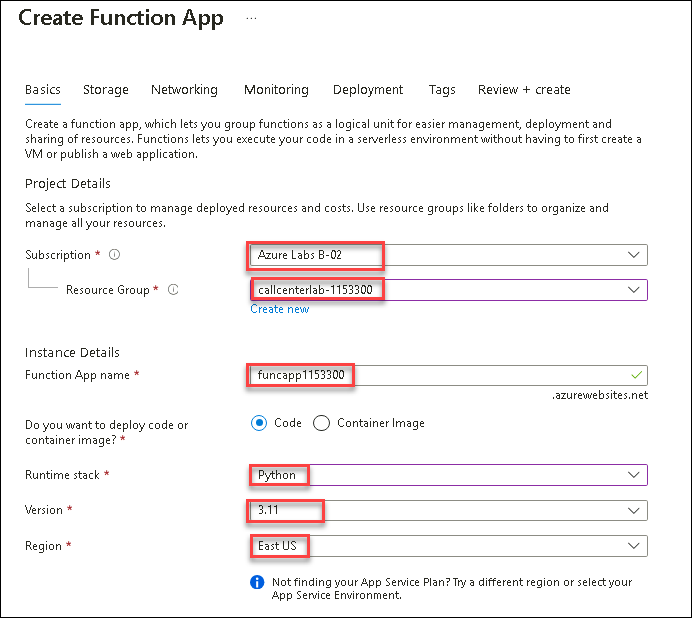 Create Function App ...
Basics Storage Networking Monitoring Deployment Tags Review + create
Create a function app, which lets you group functions as a logical unit for easier management, deployment and
sharing of resources. Functions lets you execute your code in a serverless environment without having to first create a
VM or publish a web application.
Project Details
Select a subscription to manage deployed resources and costs. Use resource groups like folders to organize and
manage all your resources.
Subscription * Azure Labs B-02
Resource Group * callcenterlab-1153300
Create new
Instance Details
Function App name * funcapp1153300
.azurewebsites.net
Do you want to deploy code or
container image? * Code Container Image
Runtime stack * Python
Version * 3.11
Region * East US
Not finding your App Service Plan? Try a different region or select your
App Service Environment.